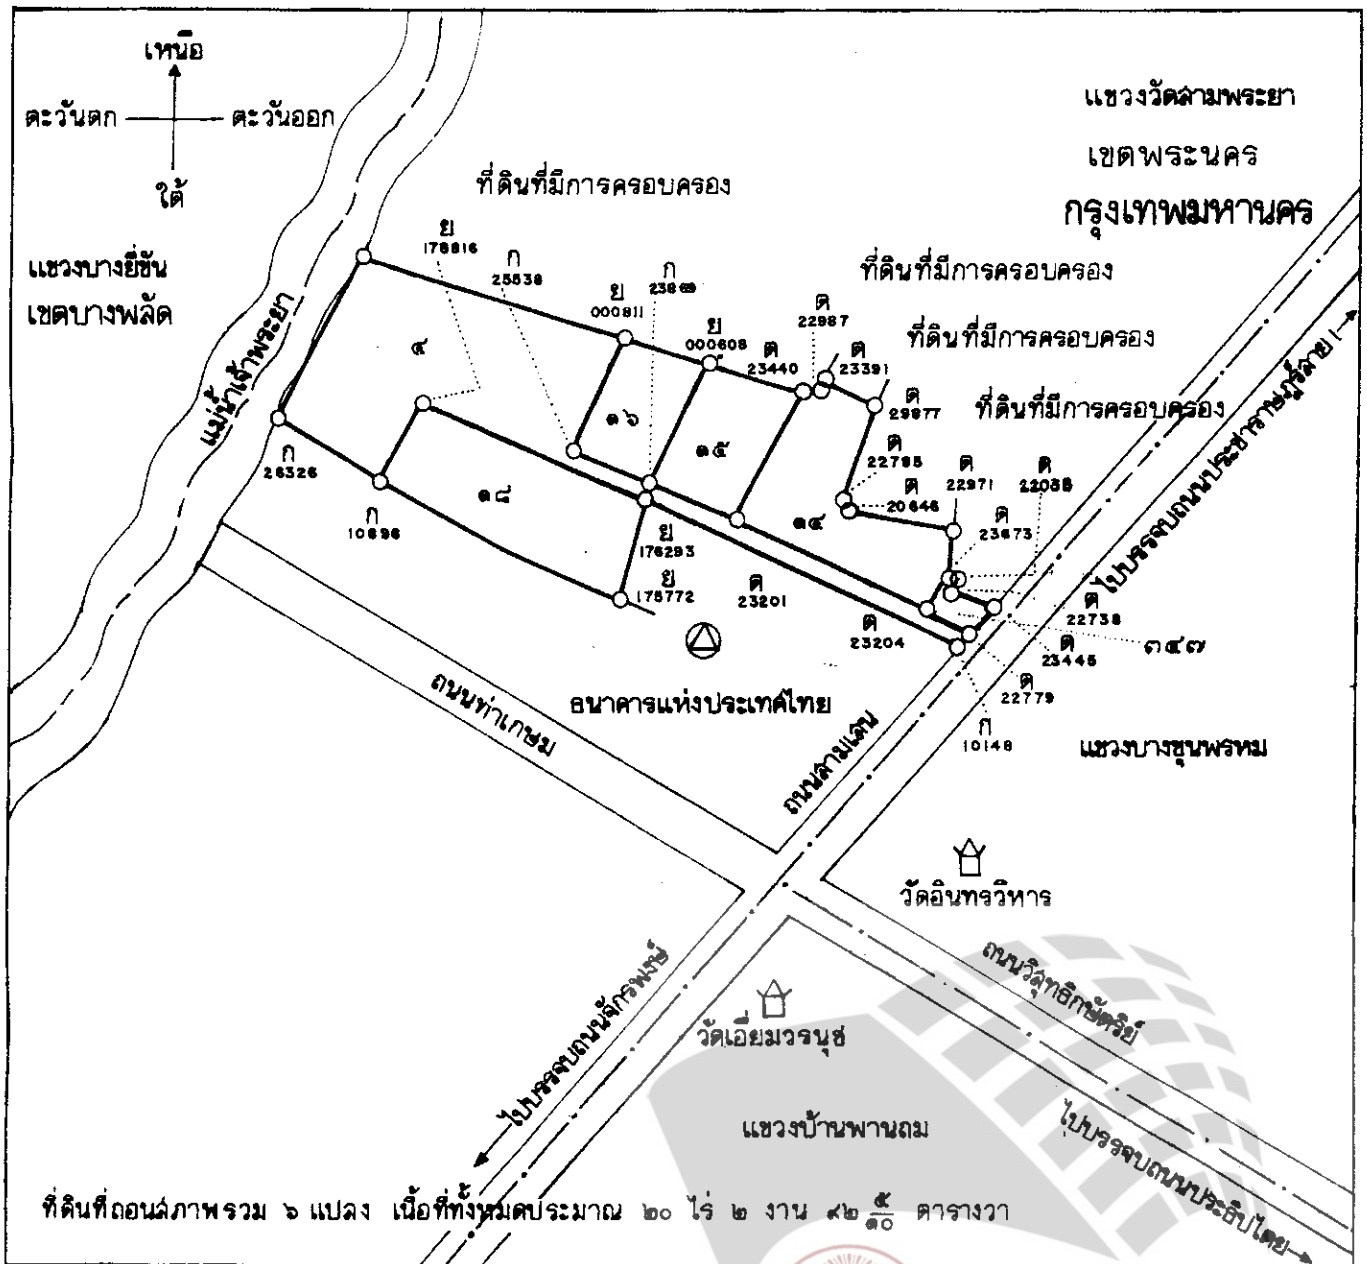 เหนือ
ตะวันตก
ตะวันออก
ใต้
แขวงวัดสามพระยา
เขตพระนคร
กรุงเทพมหานคร
แขวงบางยี่ขัน
เขตบางพลัด
แม่น้ำเจ้าพระยา
ที่ดินที่มีการครอบครอง
ที่ดินที่มีการครอบครอง
ที่ดินที่มีการครอบครอง
ที่ดินที่มีการครอบครอง
ย
178816
ก
25538
ก
ย
000811
ย
000608
ต
23440
ต
22987
ต
23391
ต
29877
ต
22785
ต
20646
ต
22971
ต
ต
23673
๔
๑๖
๑๕
๑๔
๑๘
ก
26326
ก
10696
ย
176293
ย
175772
ต
23201
ต
23204
ต
22738
๓๔๗
ต
23445
ต
22779
ก
10148
ไปบรรจบถนนประชาราษฎร์สาย ๑
ธนาคารแห่งประเทศไทย
ถนนท่าเกษม
ถนนสามเสน
แขวงบางขุนพรหม
วัดอินทรวิหาร
ถนนวิสุทธิกษัตริย์
วัดเอี่ยมวรนุช
ไปบรรจบถนนจักรพงษ์
แขวงบ้านพานถม
ไปบรรจบถนนประชาธิปไตย
ที่ดินที่ถอนสภาพรวม ๖ แปลง เนื้อที่ทั้งหมดประมาณ ๒๐ ไร่ ๒ งาน ๙๒ ๕/๑๐ ตารางวา